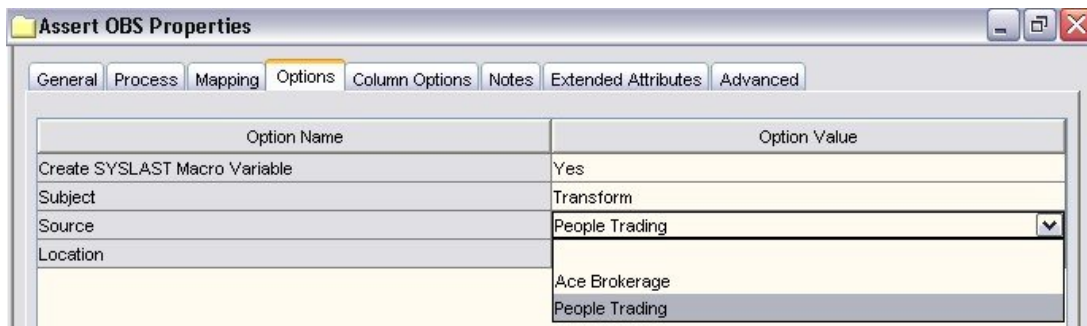 Assert OBS Properties
General Process Mapping Options Column Options Notes Extended Attributes Advanced
Option Name Option Value
Create SYSLAST Macro Variable Yes
Subject Transform
Source People Trading
Location
Ace Brokerage
People Trading